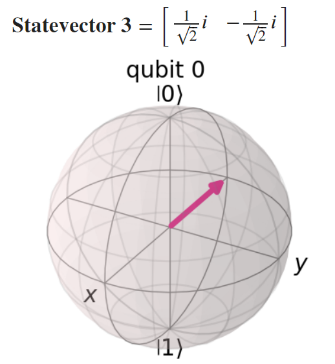 Statevector 3 = [ 1/√2 i  −1/√2 i ]
qubit 0
|0⟩
x
y
|1⟩